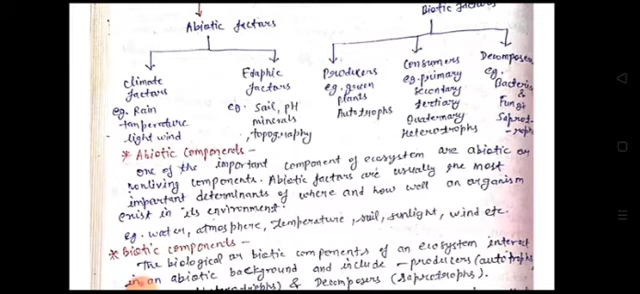 Abiotic factors
Biotic factors
Climate factors
eg. Rain
temperature
light wind
Edaphic factors
eg. Soil, pH
minerals
, topography
Producers
eg. green
plants
Autotrophs
Consumers
eg. primary
Secondary
tertiary
Quaternary
Heterotrophs
Decomposers
eg.
Bacteria
&
Fungi
Saprot-
rophs
* Abiotic Components -
One of the important component of ecosystem are abiotic or
nonliving components. Abiotic factors are usually the most
important determinants of where and how well an organism
exist in its environment.
eg. water, atmosphere, temperature, soil, sunlight, wind etc.
* Biotic components -
The biological or biotic components of an ecosystem interact
in an abiotic background and include - producers (autotrophs
& Decomposers (Saprotrophs).